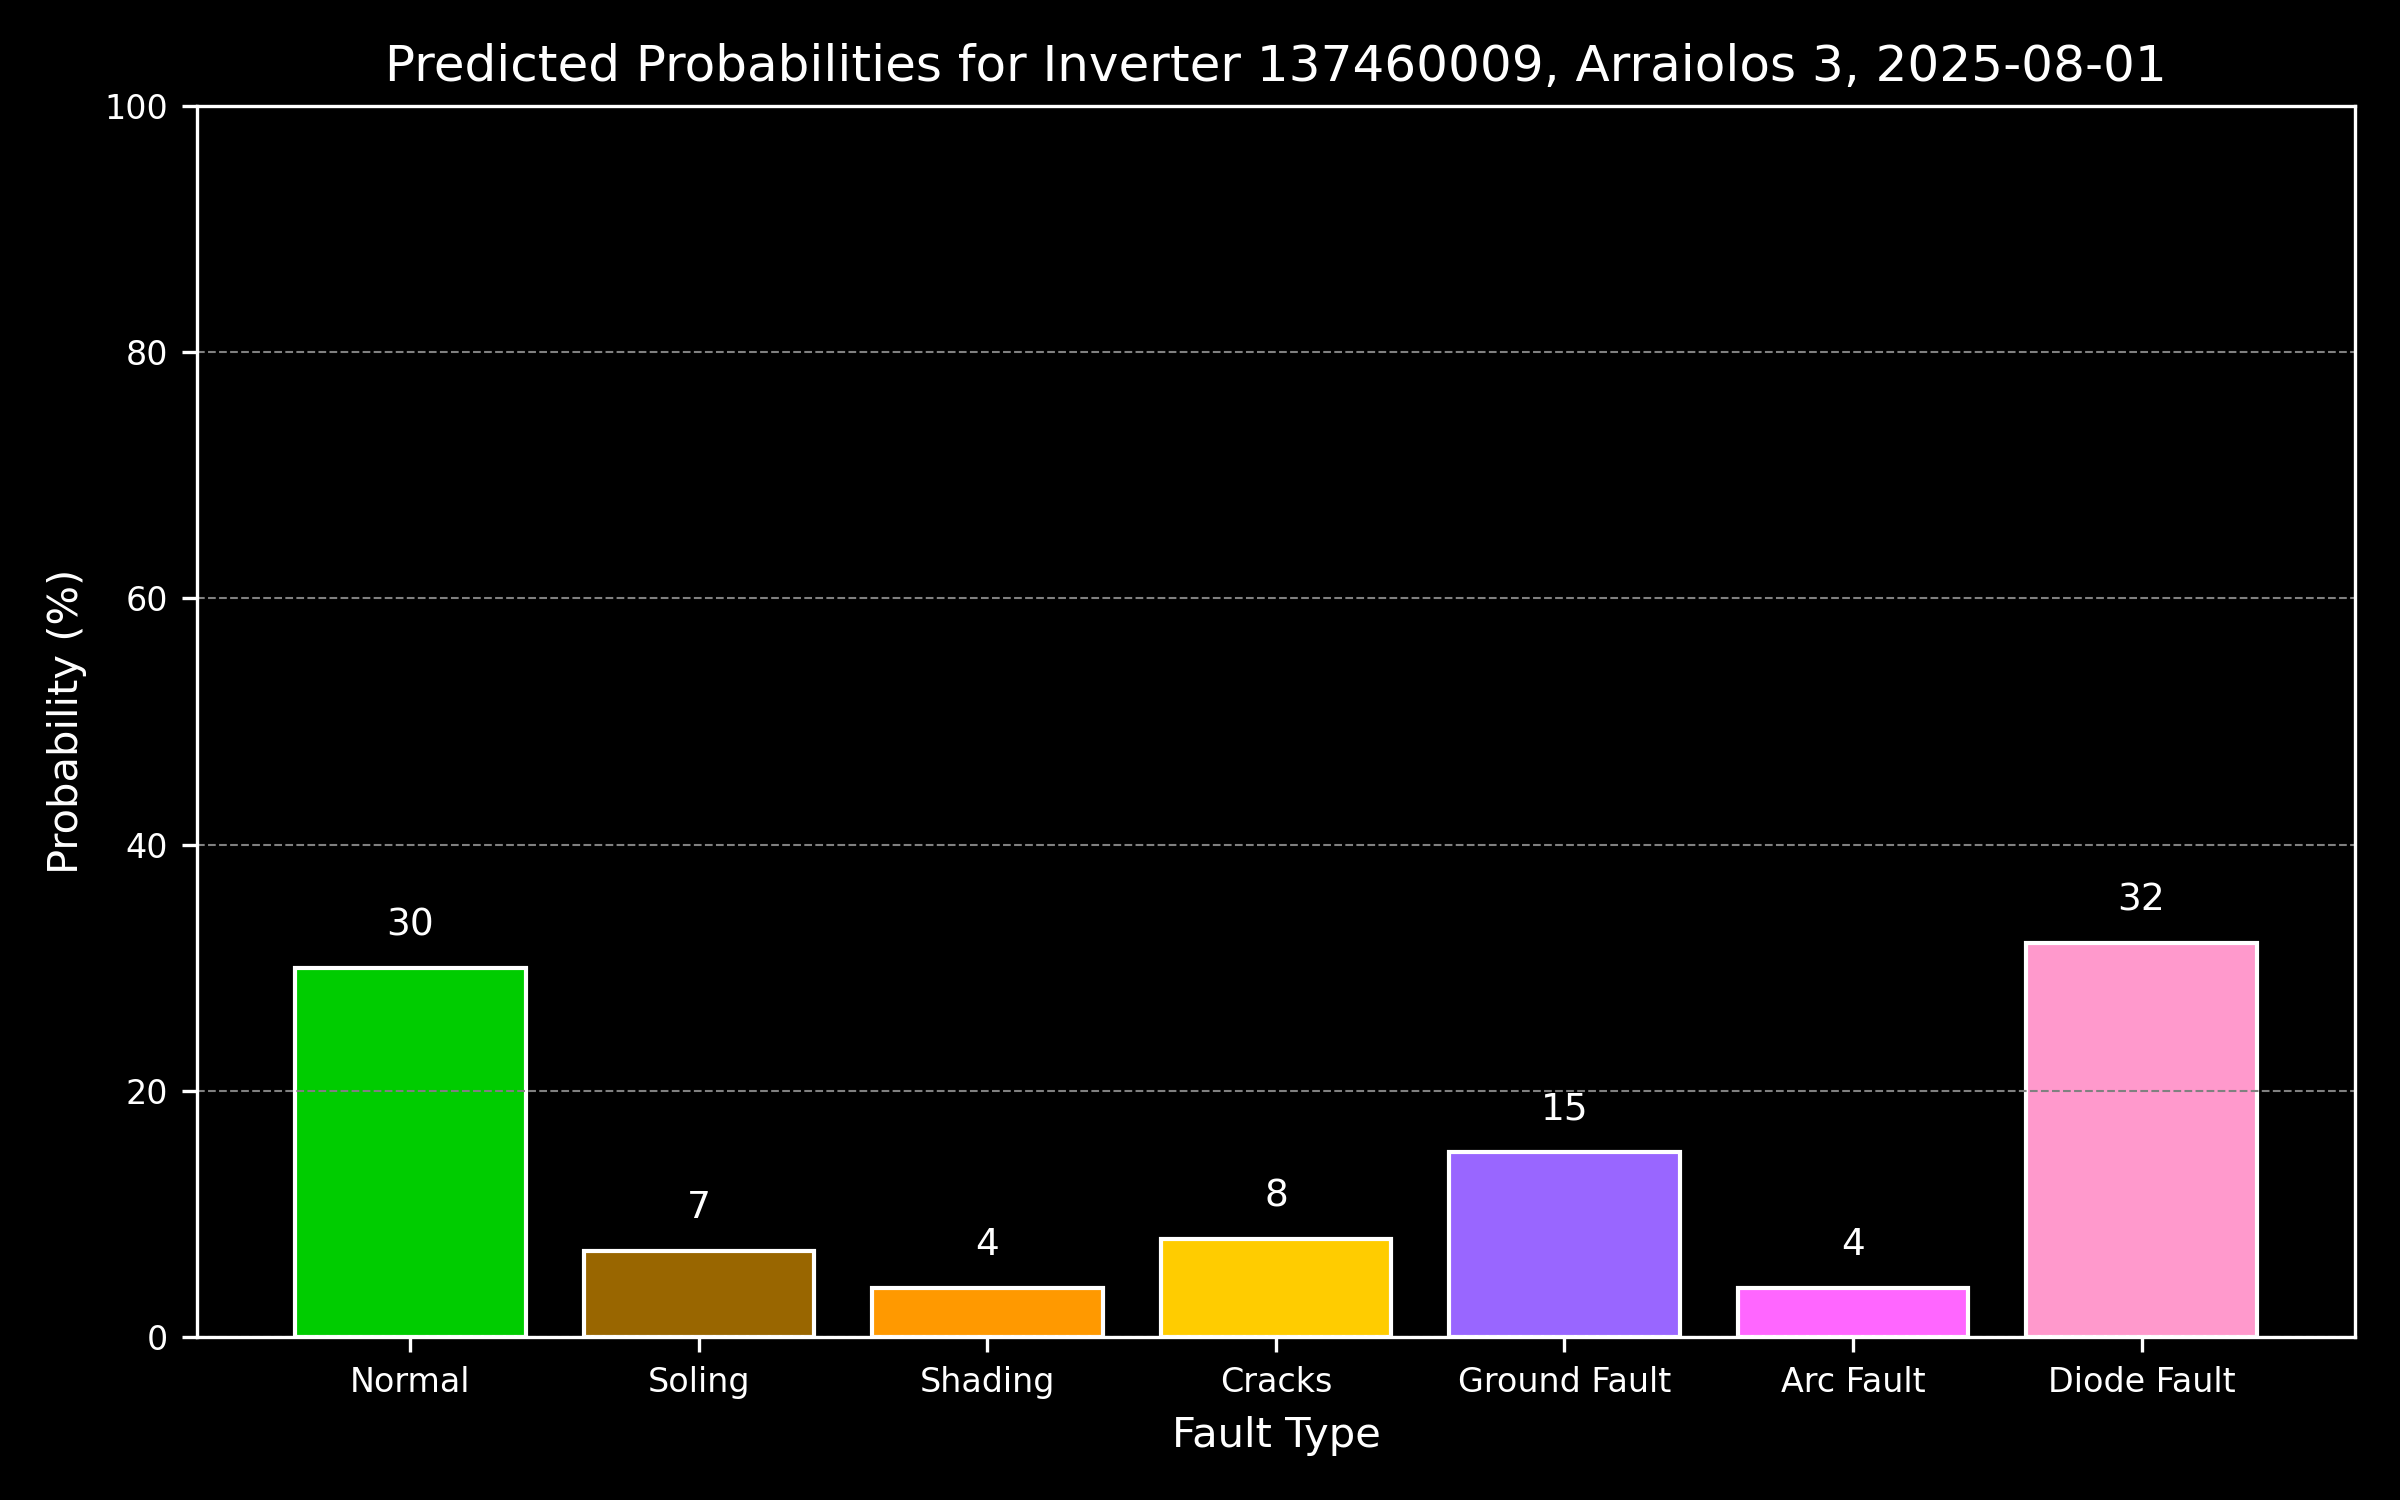 Predicted Probabilities for Inverter 137460009, Arraiolos 3, 2025-08-01
Probability (%)
100
80
60
40
20
0
30
7
4
8
15
4
32
Normal
Soling
Shading
Cracks
Ground Fault
Arc Fault
Diode Fault
Fault Type